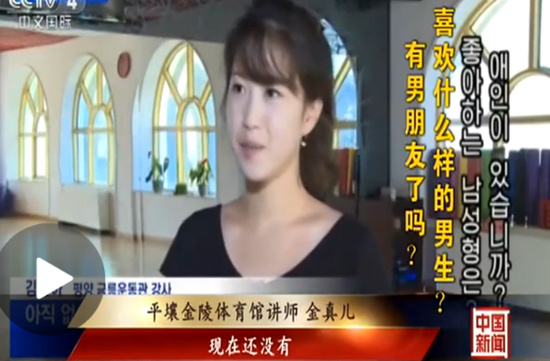 CCTV 4
中文国际
喜欢什么样的男生?
有男朋友了吗?
애인이 있습니까?
좋아하는 남성형은?
평양 금릉운동관 강사
아직 없
平壤金陵体育馆讲师 金真儿
现在还没有
中国
新闻